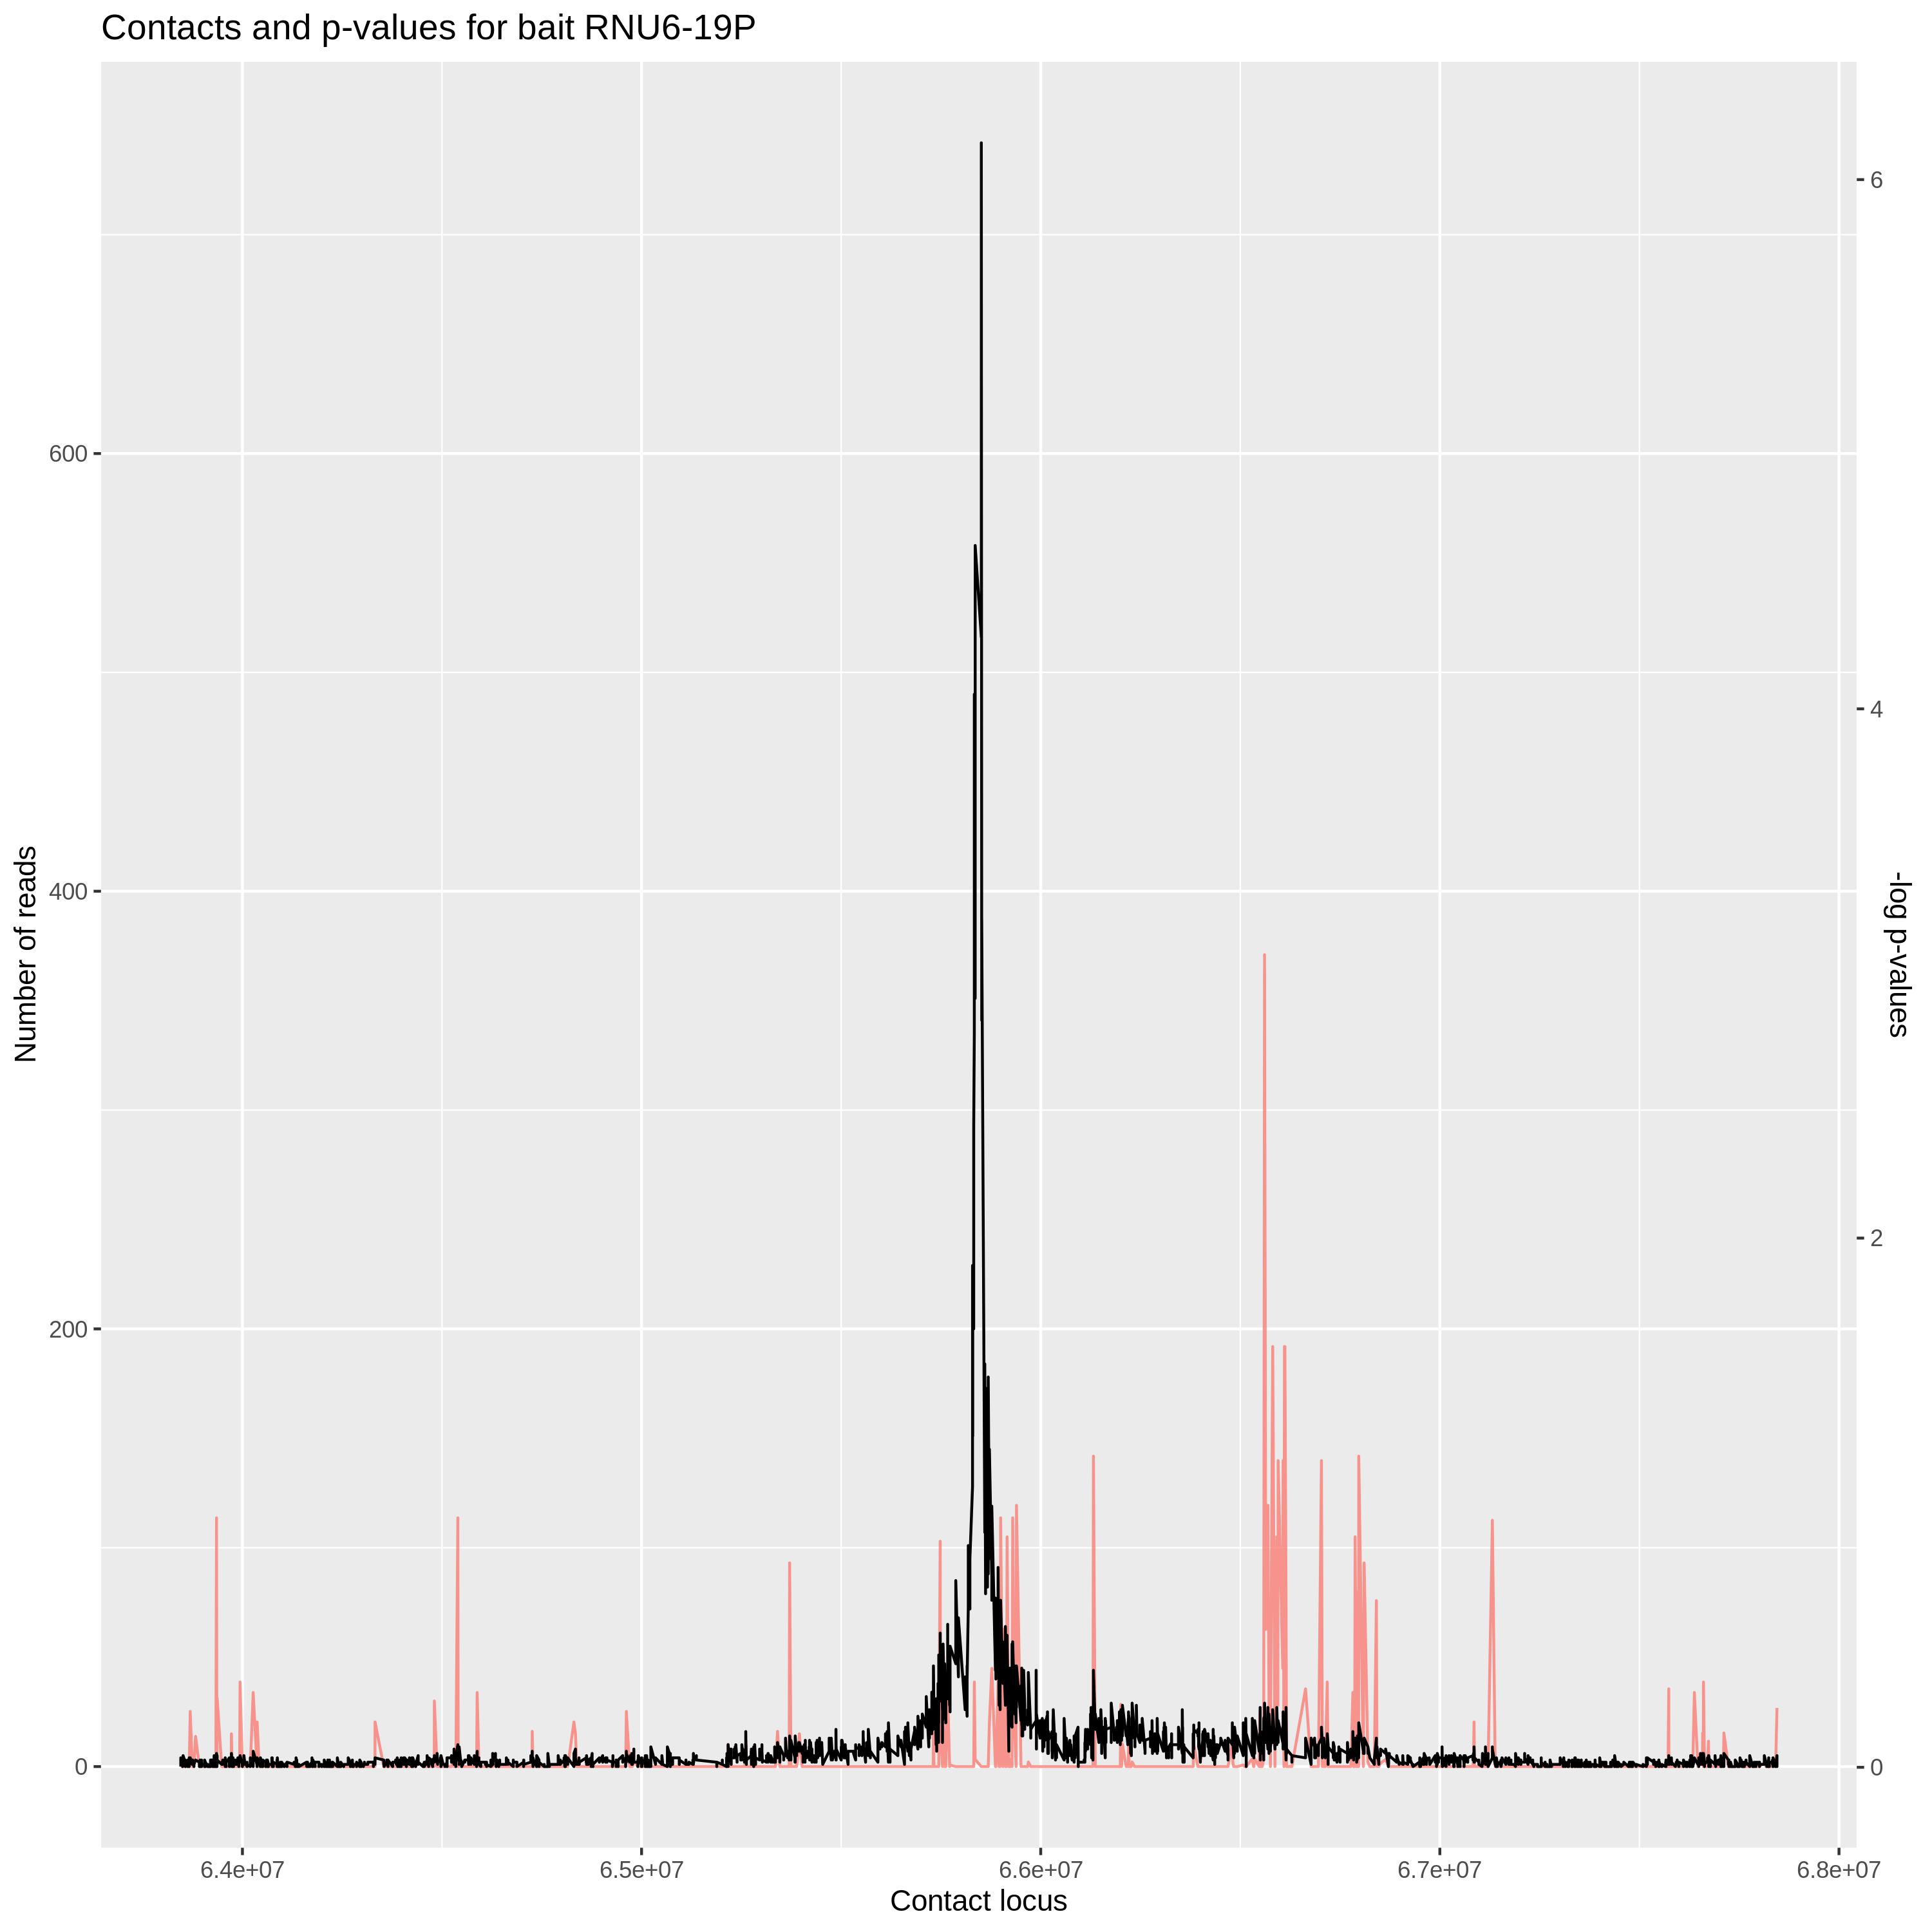 Contacts and p-values for bait RNU6-19P
Number of reads
600
400
200
0
6
4
2
0
-log p-values
6.4e+07
6.5e+07
6.6e+07
6.7e+07
6.8e+07
Contact locus